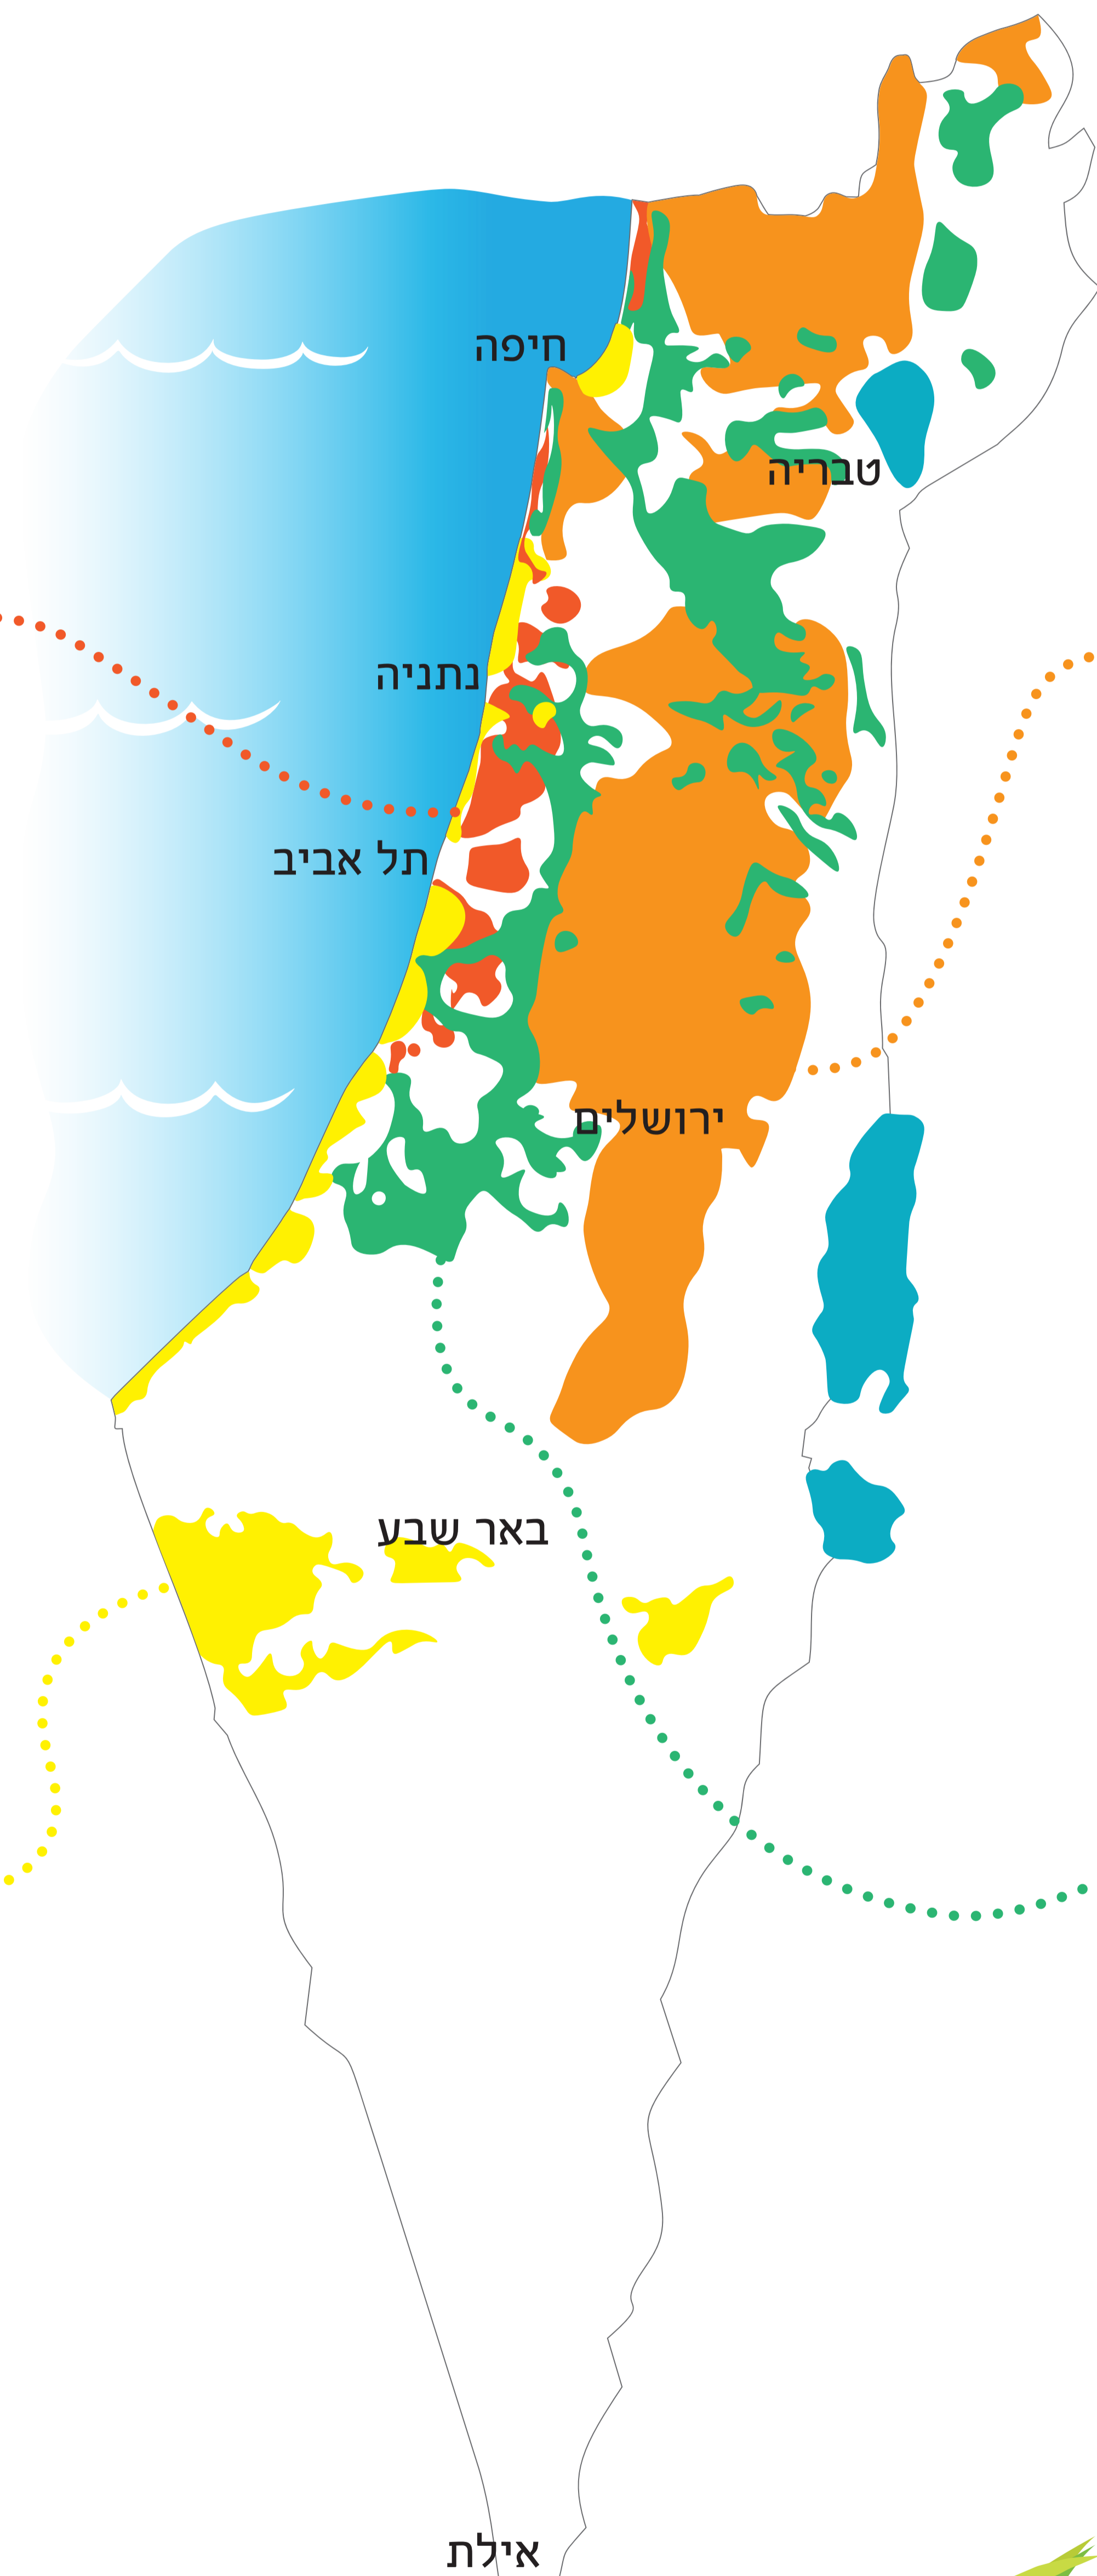 חיפה
טבריה
נתניה
תל אביב
ירושלים
באר שבע
אילת